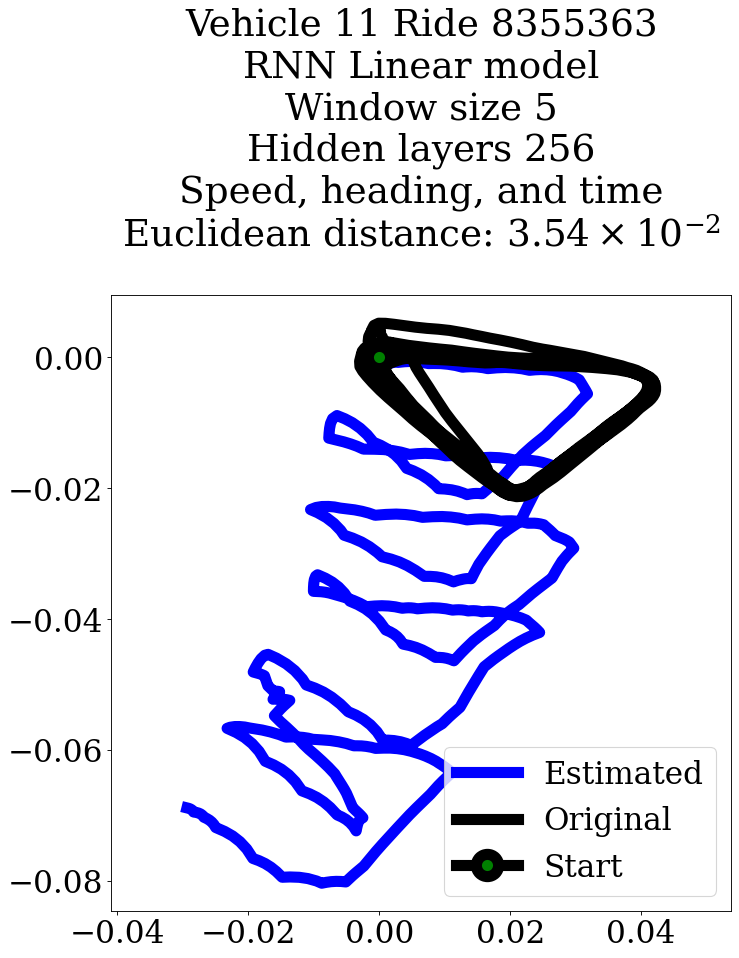 Vehicle 11 Ride 8355363
RNN Linear model
Window size 5
Hidden layers 256
Speed, heading, and time
Euclidean distance: 3.54 × 10⁻²
0.00
−0.02
−0.04
−0.06
−0.08
Estimated
Original
Start
−0.04 −0.02 0.00 0.02 0.04